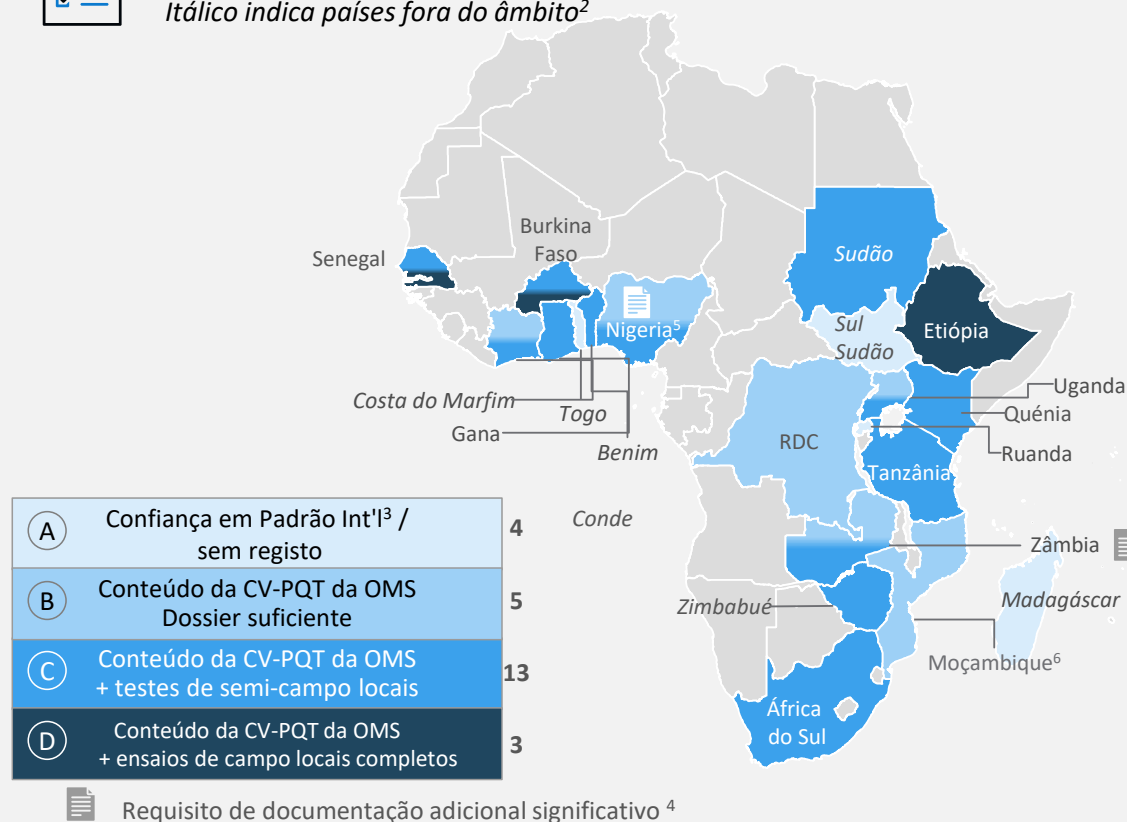 Itálico indica países fora do âmbito²
Burkina
Faso
Senegal
Sudão
Nigeria⁵
Sul
Sudão
Etiópia
Costa do Marfim
Togo
Gana
Benim
Uganda
Quénia
RDC
Ruanda
Tanzânia
A Confiança em Padrão Int'l³ /
sem registo
4
Conde
B Conteúdo da CV-PQT da OMS
Dossier suficiente
5
Zâmbia
Zimbabué
Madagáscar
C Conteúdo da CV-PQT da OMS
+ testes de semi-campo locais
13
Moçambique⁶
África
do Sul
D Conteúdo da CV-PQT da OMS
+ ensaios de campo locais completos
3
Requisito de documentação adicional significativo ⁴